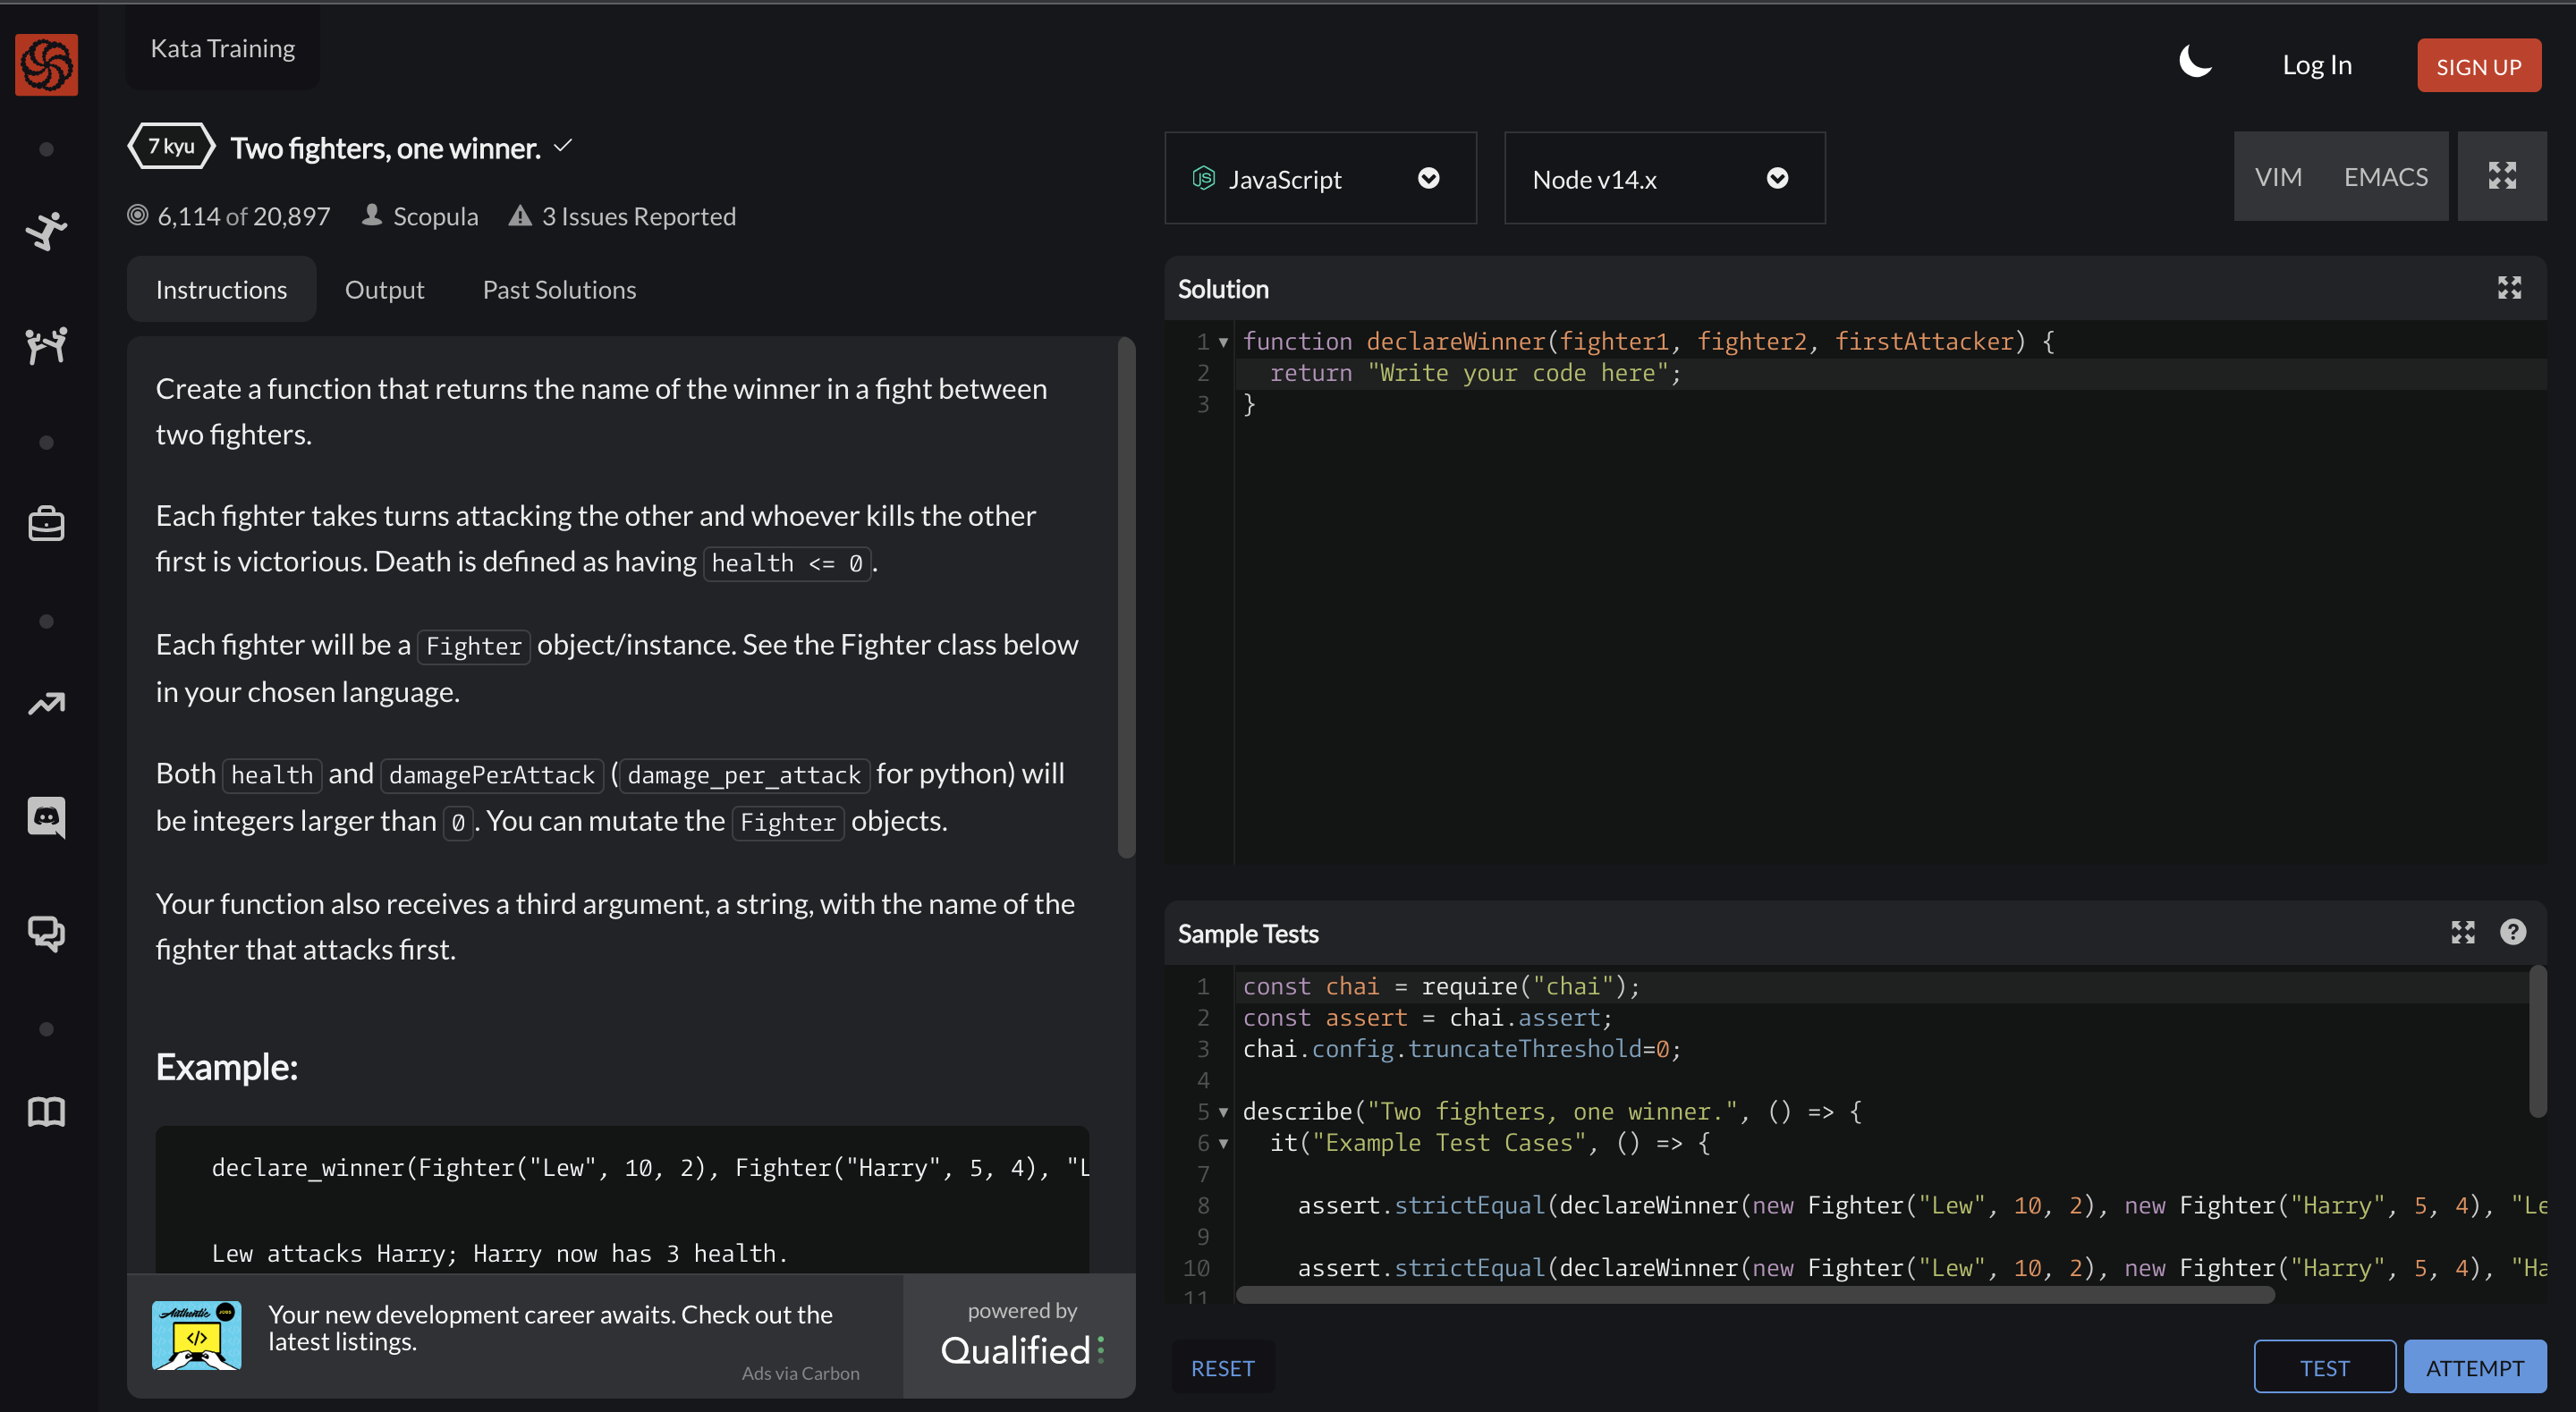 Kata Training
Log In
SIGN UP
7 kyu
Two fighters, one winner.
6,114 of 20,897
Scopula
3 Issues Reported
JavaScript
Node v14.x
VIM
EMACS
Instructions
Output
Past Solutions
Create a function that returns the name of the winner in a fight between
two fighters.
Each fighter takes turns attacking the other and whoever kills the other
first is victorious. Death is defined as having health <= 0.
Each fighter will be a Fighter object/instance. See the Fighter class below
in your chosen language.
Both health and damagePerAttack (damage_per_attack for python) will
be integers larger than 0. You can mutate the Fighter objects.
Your function also receives a third argument, a string, with the name of the
fighter that attacks first.
Example:
declare_winner(Fighter("Lew", 10, 2), Fighter("Harry", 5, 4), "L
Lew attacks Harry; Harry now has 3 health.
Authentic JOBS
</>
Your new development career awaits. Check out the
latest listings.
Ads via Carbon
powered by
Qualified
Solution
1 function declareWinner(fighter1, fighter2, firstAttacker) {
2 return "Write your code here";
3 }
Sample Tests
?
1 const chai = require("chai");
2 const assert = chai.assert;
3 chai.config.truncateThreshold=0;
4
5 describe("Two fighters, one winner.", () => {
6 it("Example Test Cases", () => {
7
8 assert.strictEqual(declareWinner(new Fighter("Lew", 10, 2), new Fighter("Harry", 5, 4), "Le
9
10 assert.strictEqual(declareWinner(new Fighter("Lew", 10, 2), new Fighter("Harry", 5, 4), "Ha
11
RESET
TEST
ATTEMPT